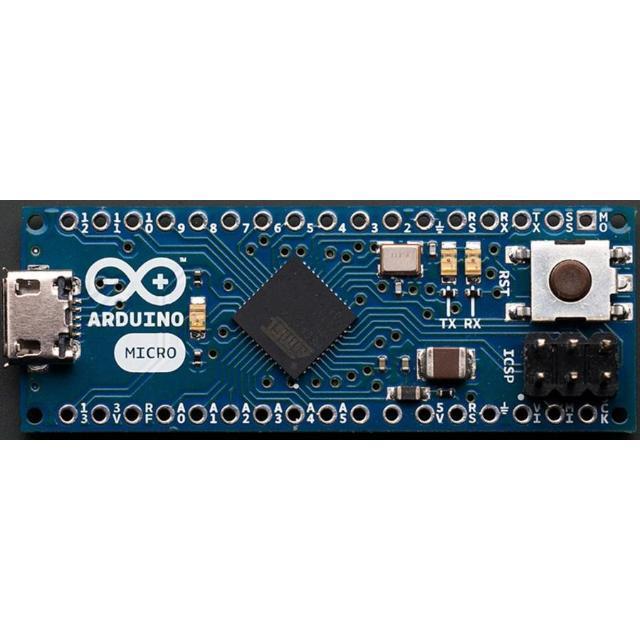 12 11 10 9 8 7 6 5 4 3 2 RS RX TX SS MO
™
ARDUINO
MICRO
RST
TX RX
ICSP
13 3V RF A0 A1 A2 A3 A4 A5 5V RS VI MI CK